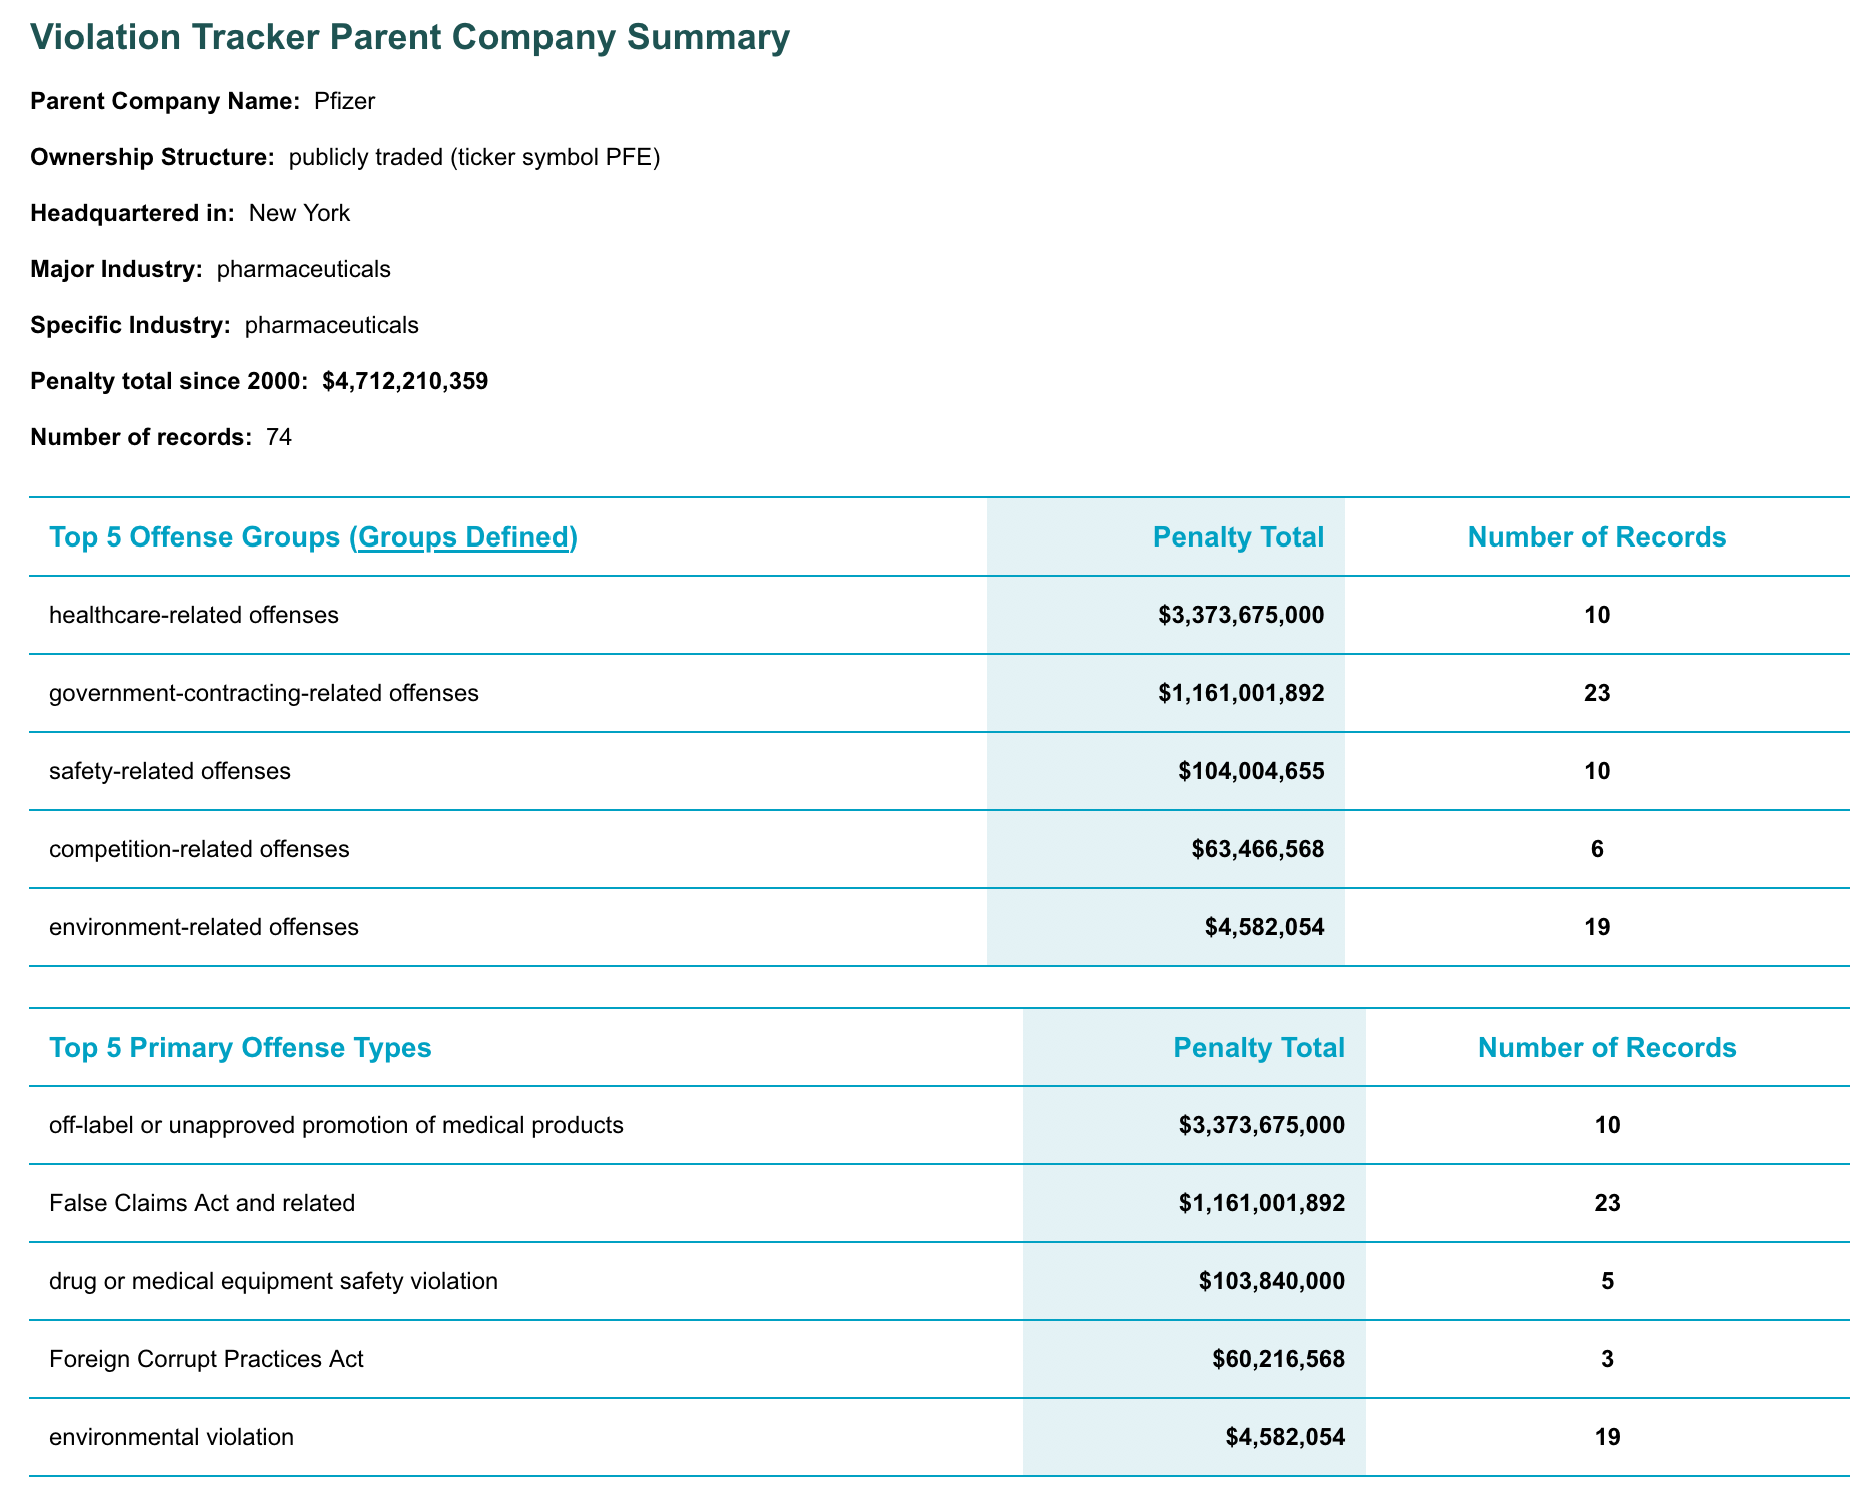 Violation Tracker Parent Company Summary
Parent Company Name: Pfizer
Ownership Structure: publicly traded (ticker symbol PFE)
Headquartered in: New York
Major Industry: pharmaceuticals
Specific Industry: pharmaceuticals
Penalty total since 2000: $4,712,210,359
Number of records: 74
Top 5 Offense Groups (Groups Defined) Penalty Total Number of Records
healthcare-related offenses $3,373,675,000 10
government-contracting-related offenses $1,161,001,892 23
safety-related offenses $104,004,655 10
competition-related offenses $63,466,568 6
environment-related offenses $4,582,054 19
Top 5 Primary Offense Types Penalty Total Number of Records
off-label or unapproved promotion of medical products $3,373,675,000 10
False Claims Act and related $1,161,001,892 23
drug or medical equipment safety violation $103,840,000 5
Foreign Corrupt Practices Act $60,216,568 3
environmental violation $4,582,054 19